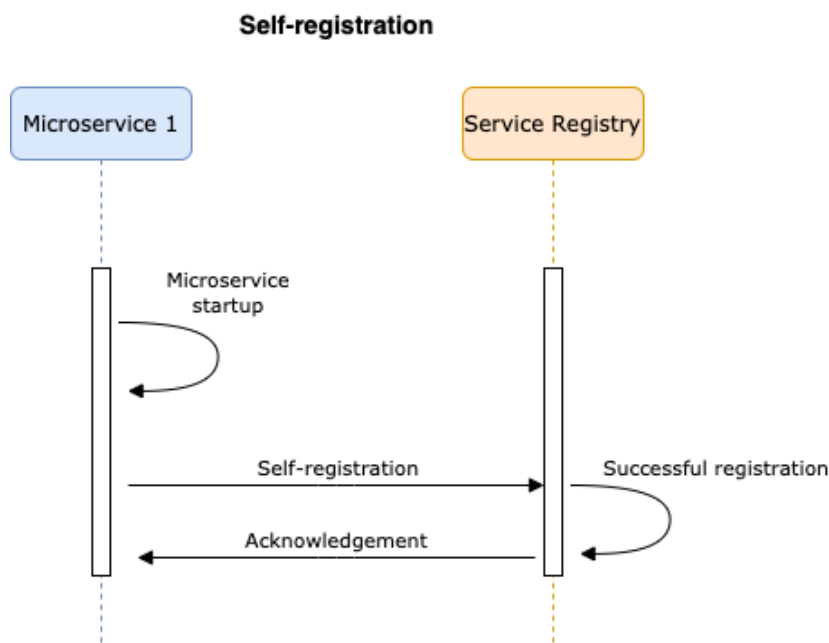 Self-registration
Microservice 1
Service Registry
Microservice
startup
Self-registration
Successful registration
Acknowledgement